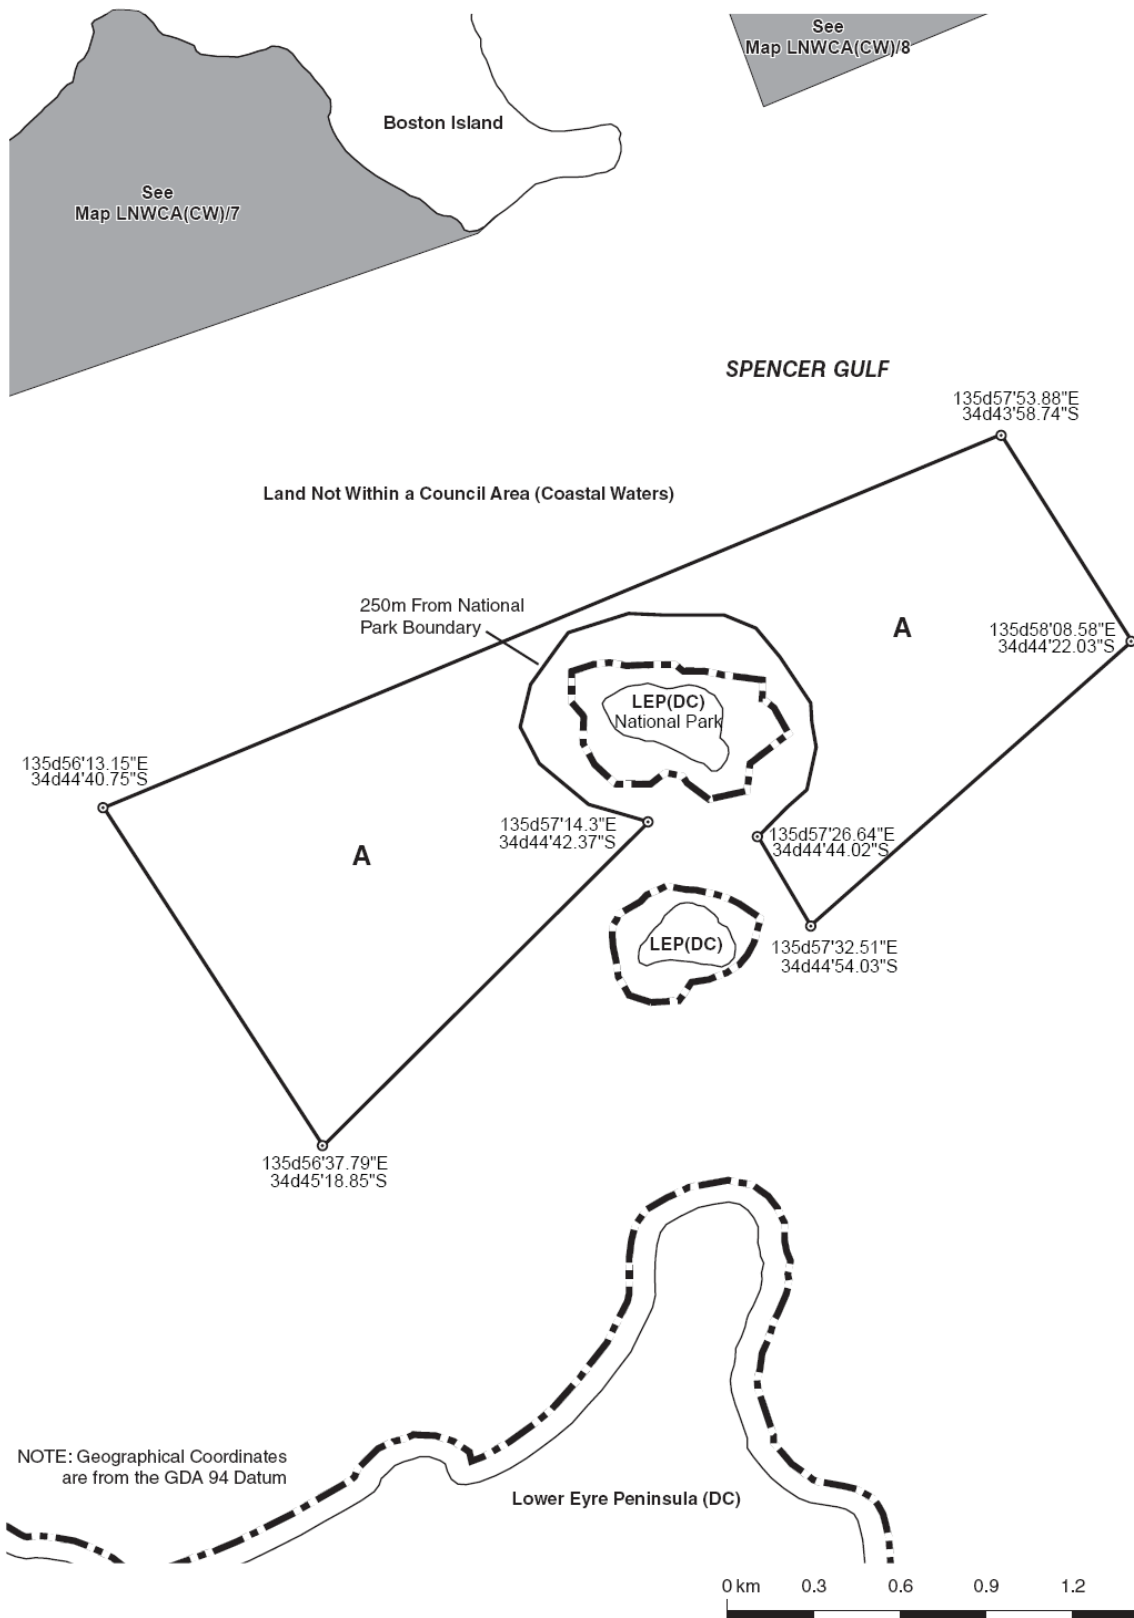 See
Map LNWCA(CW)/8
Boston Island
See
Map LNWCA(CW)/7
SPENCER GULF
135d57'53.88"E
34d43'58.74"S
Land Not Within a Council Area (Coastal Waters)
250m From National
Park Boundary
A
135d58'08.58"E
34d44'22.03"S
LEP(DC)
National Park
135d56'13.15"E
34d44'40.75"S
135d57'14.3"E
34d44'42.37"S
135d57'26.64"E
34d44'44.02"S
A
LEP(DC)
135d57'32.51"E
34d44'54.03"S
135d56'37.79"E
34d45'18.85"S
NOTE: Geographical Coordinates
are from the GDA 94 Datum
Lower Eyre Peninsula (DC)
0 km 0.3 0.6 0.9 1.2